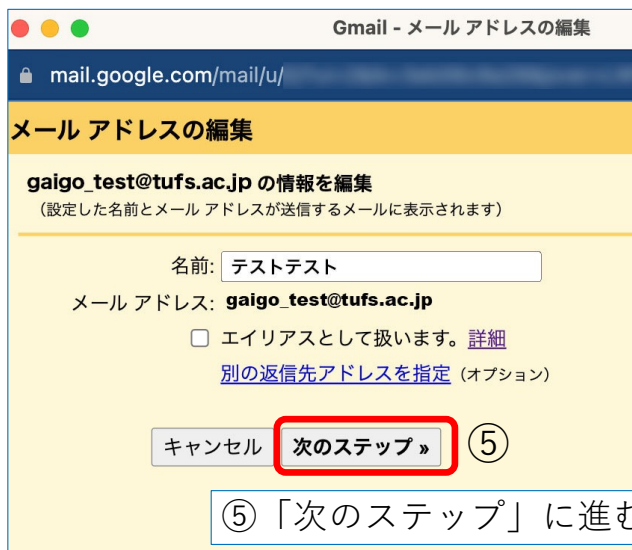 Gmail - メール アドレスの編集
mail.google.com/mail/u/
メール アドレスの編集
gaigo_test@tufs.ac.jp の情報を編集
（設定した名前とメール アドレスが送信するメールに表示されます）
名前: テストテスト
メール アドレス: gaigo_test@tufs.ac.jp
エイリアスとして扱います。詳細
別の返信先アドレスを指定 （オプション）
キャンセル 次のステップ » ⑤
⑤「次のステップ」に進む